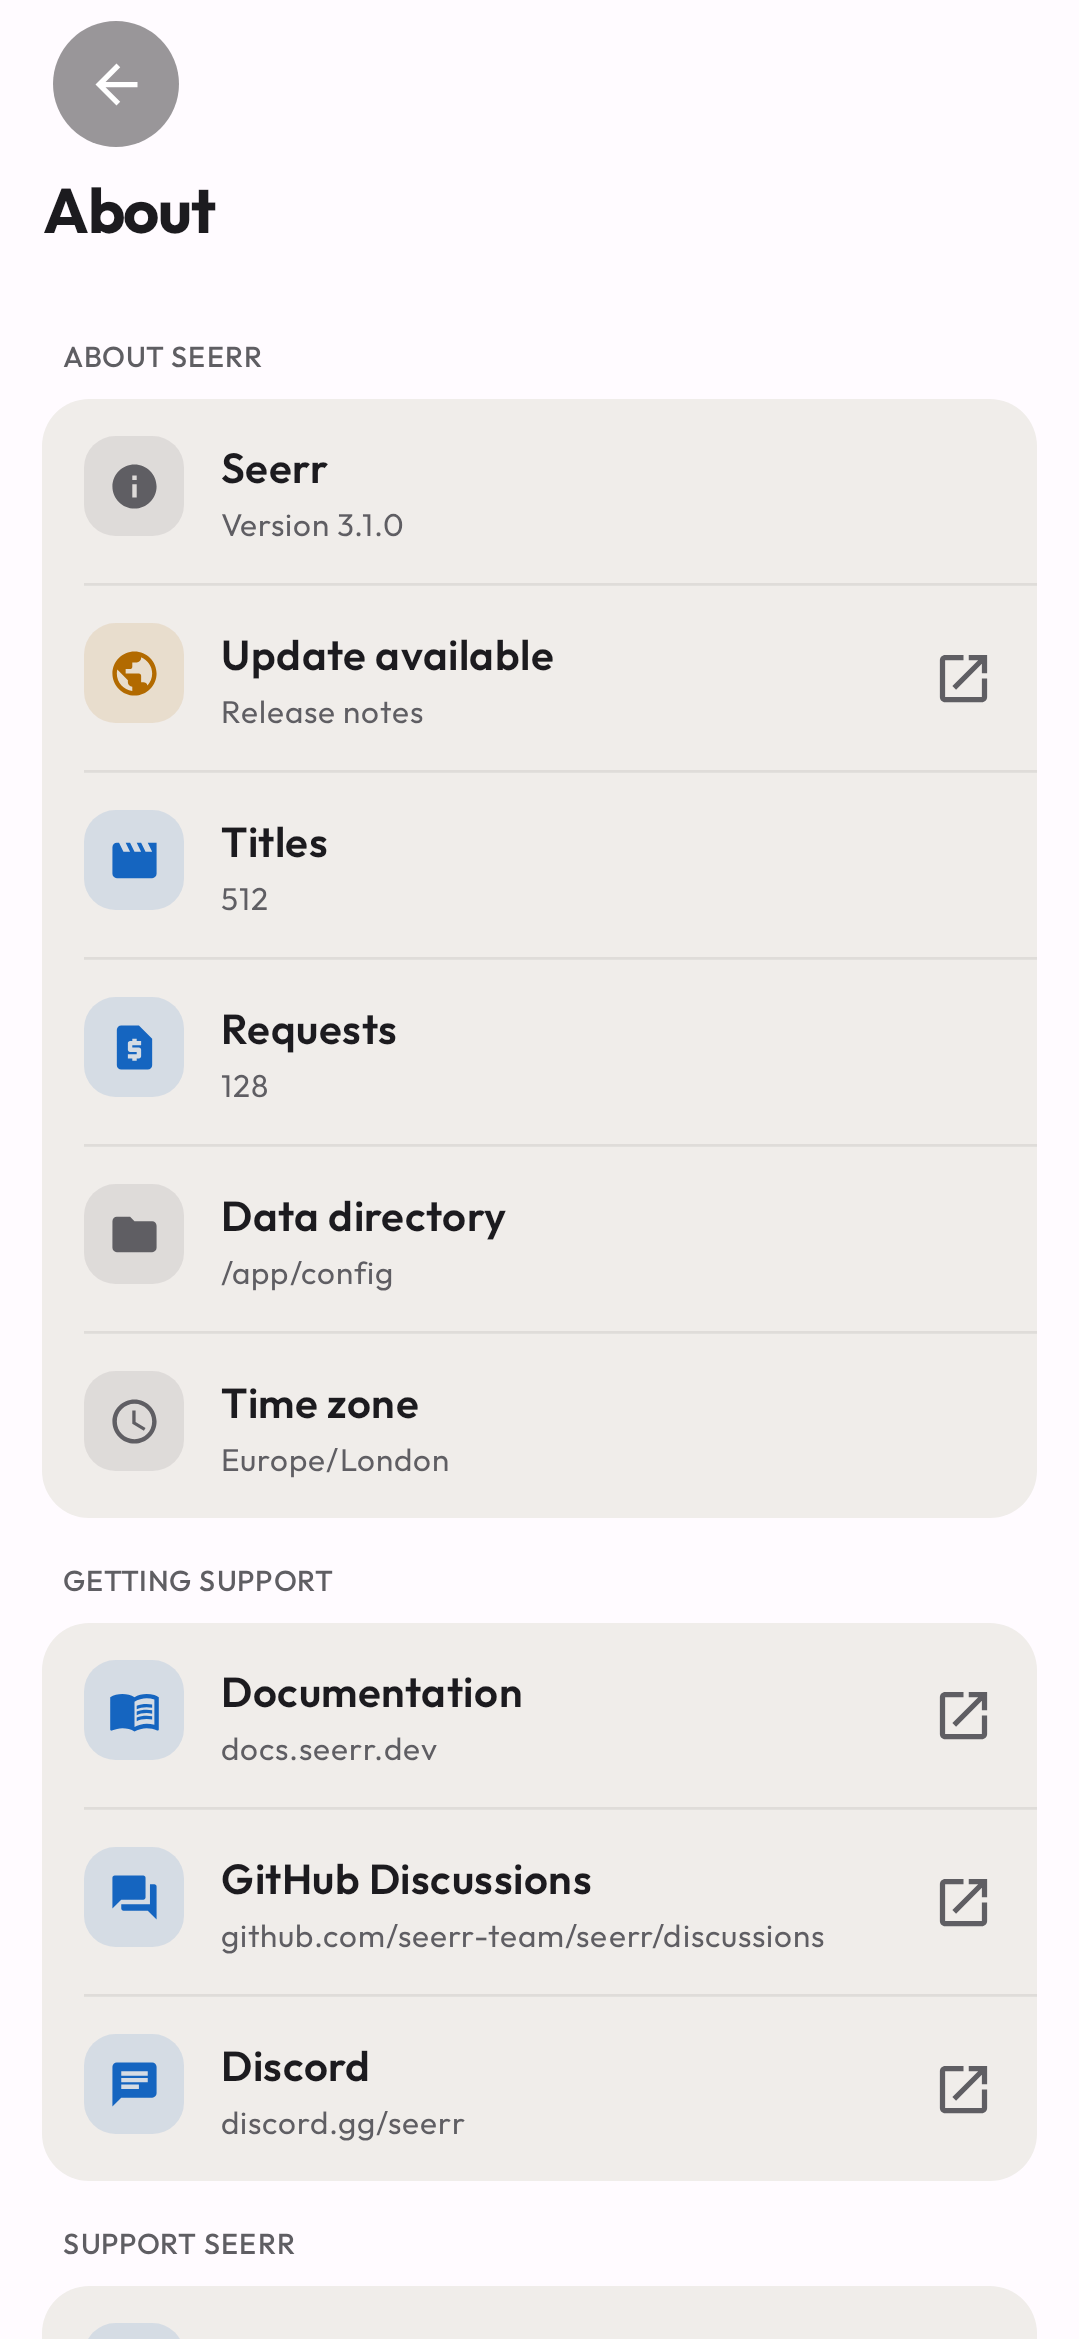 About
ABOUT SEERR
Seerr
Version 3.1.0
Update available
Release notes
Titles
512
Requests
128
Data directory
/app/config
Time zone
Europe/London
GETTING SUPPORT
Documentation
docs.seerr.dev
GitHub Discussions
github.com/seerr-team/seerr/discussions
Discord
discord.gg/seerr
SUPPORT SEERR